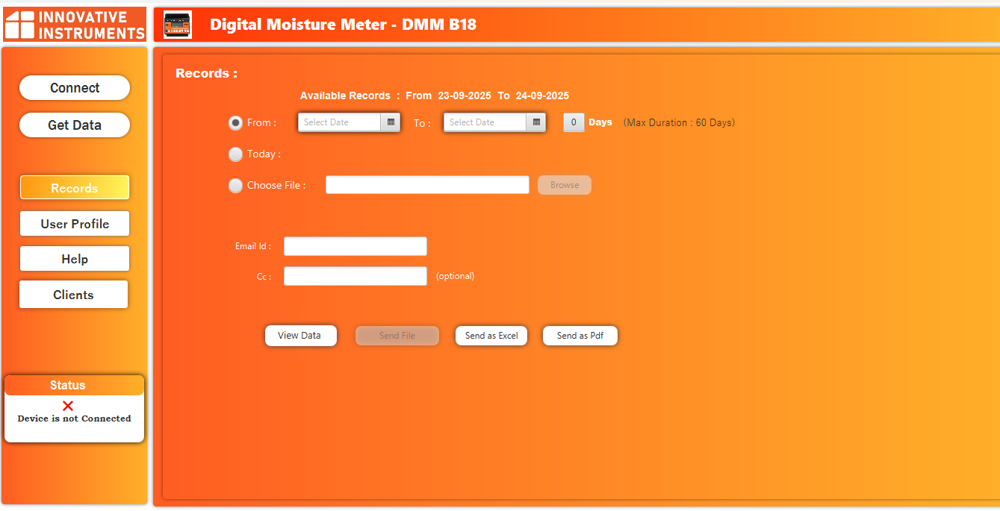 INNOVATIVE
INSTRUMENTS
Digital Moisture Meter - DMM B18
Connect
Get Data
Records
User Profile
Help
Clients
Status
Device is not Connected
Records :
Available Records : From 23-09-2025 To 24-09-2025
From : Select Date To : Select Date 0 Days (Max Duration : 60 Days)
Today :
Choose File : Browse
Email Id :
Cc : (optional)
View Data Send File Send as Excel Send as Pdf